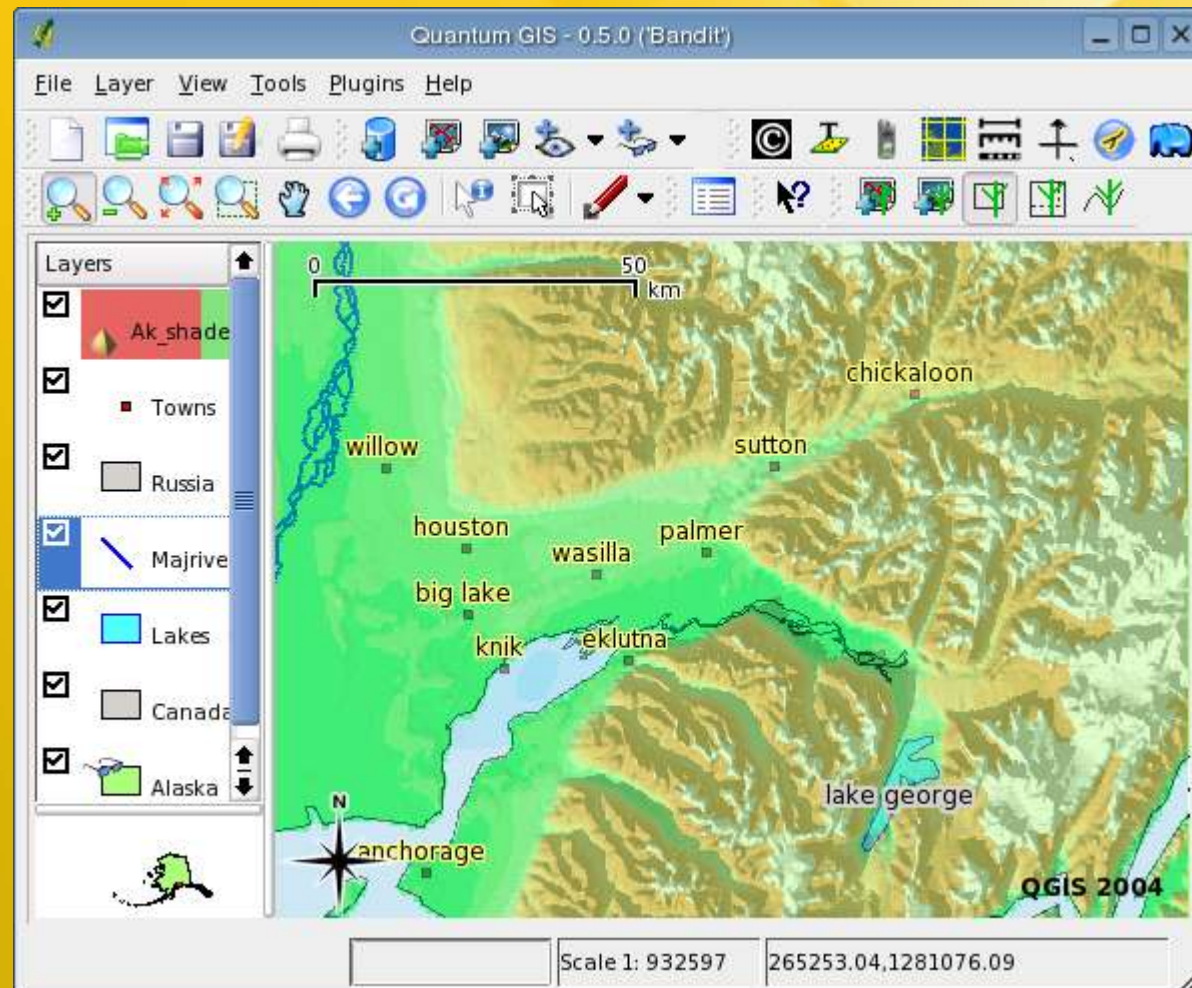 Quantum GIS - 0.5.0 ('Bandit')
File Layer View Tools Plugins Help
Layers
Ak_shade
Towns
Russia
Majrive
Lakes
Canada
Alaska
0 50
km
chickaloon
willow
sutton
houston
palmer
wasilla
big lake
knik
eklutna
lake george
N
anchorage
QGIS 2004
Scale 1: 932597
265253.04,1281076.09